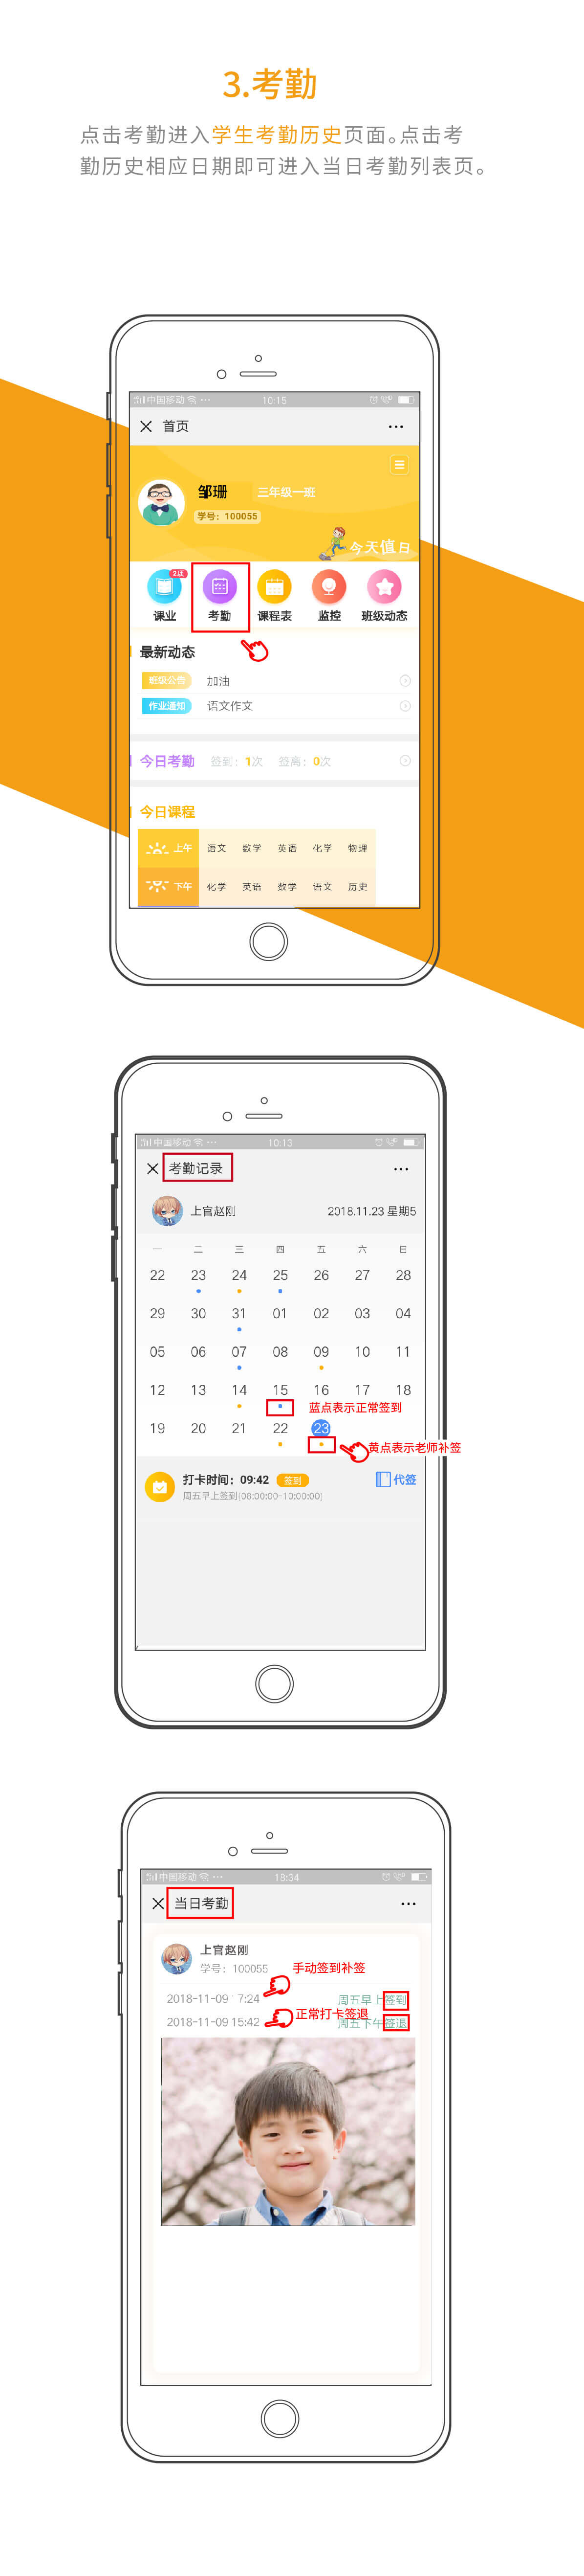 3.考勤
点击考勤进入学生考勤历史页面。点击考
勤历史相应日期即可进入当日考勤列表页。
中国移动 10:15
首页
邹珊 三年级一班
学号：100055
今天值日
课业 考勤 课程表 监控 班级动态
最新动态
班级公告 加油
作业通知 语文作文
今日考勤 签到：1次 签离：0次
今日课程
上午 语文 数学 英语 化学 物理
下午 化学 英语 数学 语文 历史
中国移动 10:13
考勤记录
上官赵刚 2018.11.23 星期5
一 二 三 四 五 六 日
22 23 24 25 26 27 28
29 30 31 01 02 03 04
05 06 07 08 09 10 11
12 13 14 15 16 17 18
蓝点表示正常签到
19 20 21 22 23
黄点表示老师补签
打卡时间：09:42 签到 代签
周五早上签到(08:00:00-10:00:00)
中国移动 18:34
当日考勤
上官赵刚
学号：100055 手动签到补签
2018-11-09 7:24 周五早上签到
正常打卡签退
2018-11-09 15:42 周五下午签退